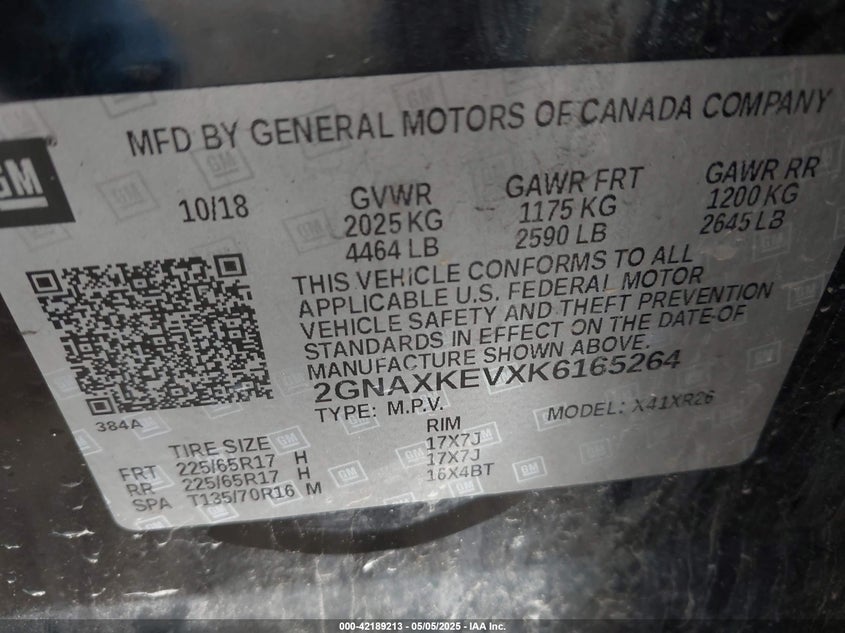 MFD BY GENERAL MOTORS OF CANADA COMPANY
GM
10/18
GVWR
2025 KG
4464 LB
GAWR FRT
1175 KG
2590 LB
GAWR RR
1200 KG
2645 LB
THIS VEHICLE CONFORMS TO ALL
APPLICABLE U.S. FEDERAL MOTOR
VEHICLE SAFETY AND THEFT PREVENTION
STANDARDS IN EFFECT ON THE DATE OF
MANUFACTURE SHOWN ABOVE.
2GNAXKEVXK6165264
TYPE: M.P.V.
MODEL: X41XR26
384A
TIRE SIZE
RIM
FRT 225/65R17 H 17X7J
RR 225/65R17 H 17X7J
SPA T135/70R16 M 16X4BT
000-42189213 - 05/05/2025 - IAA Inc.